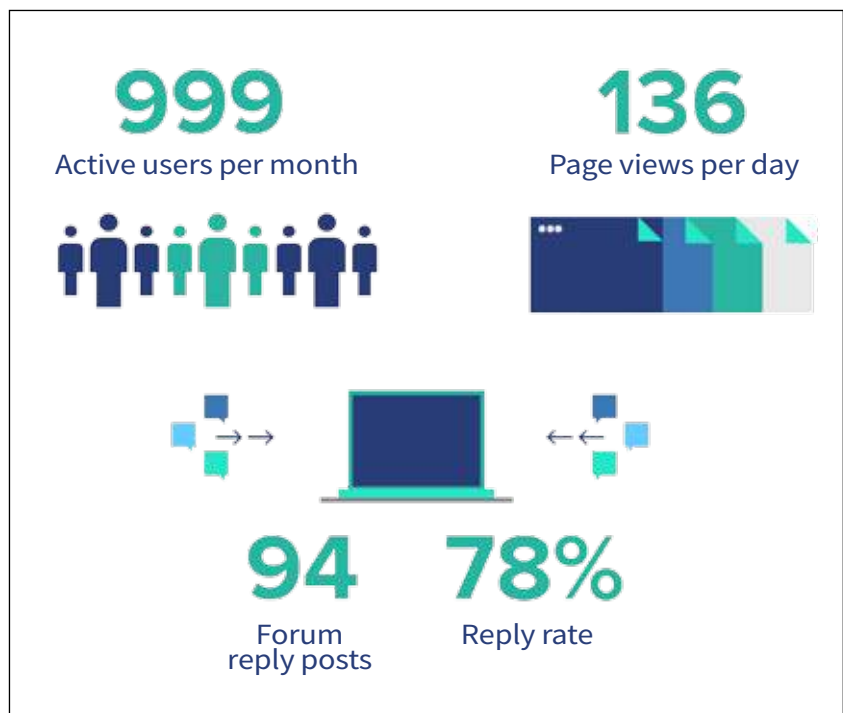 999
Active users per month
136
Page views per day
94
Forum
reply posts
78%
Reply rate